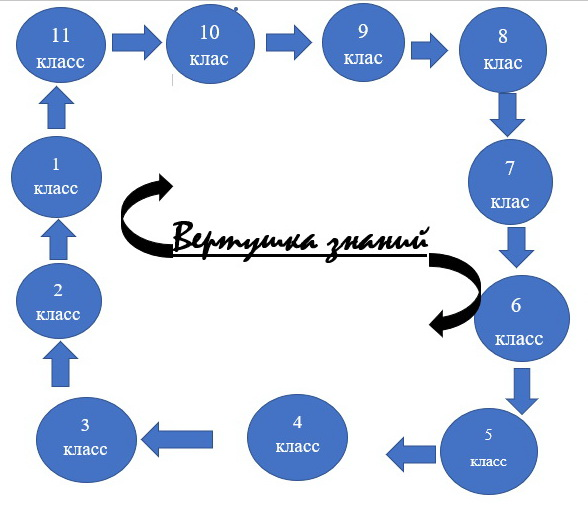 11
класс
10
клас
9
клас
8
клас
1
класс
7
клас
Вертушка знаний
2
класс
6
класс
3
класс
4
класс
5
класс